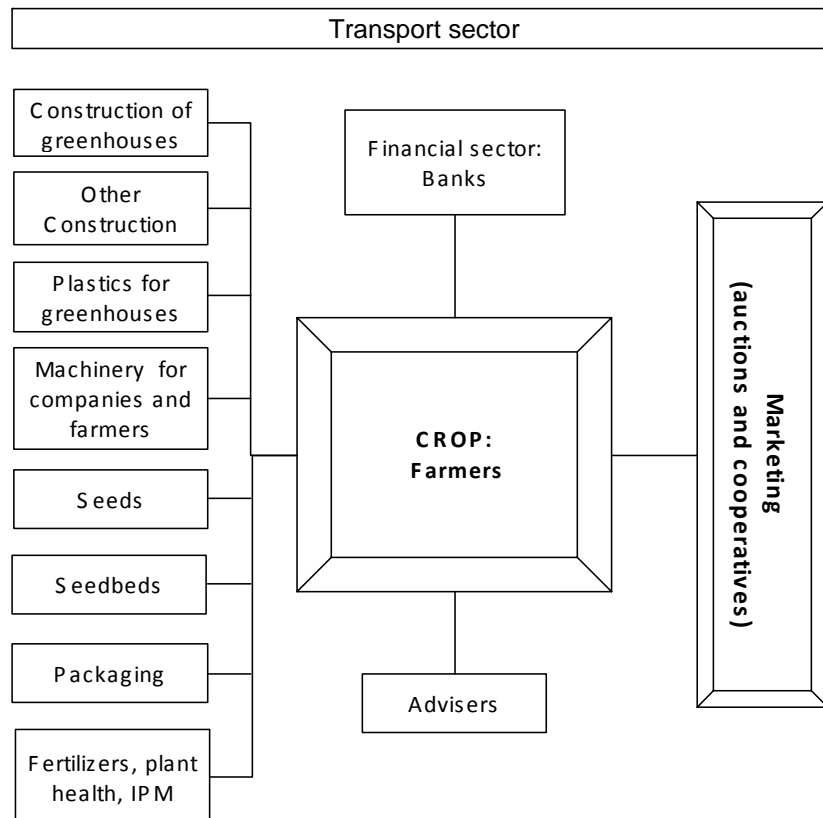 Transport sector
Construction of
greenhouses
Other
Construction
Plastics for
greenhouses
Machinery for
companies and
farmers
Seeds
Seedbeds
Packaging
Fertilizers, plant
health, IPM
Financial sector:
Banks
CROP:
Farmers
Advisers
Marketing
(auctions and cooperatives)